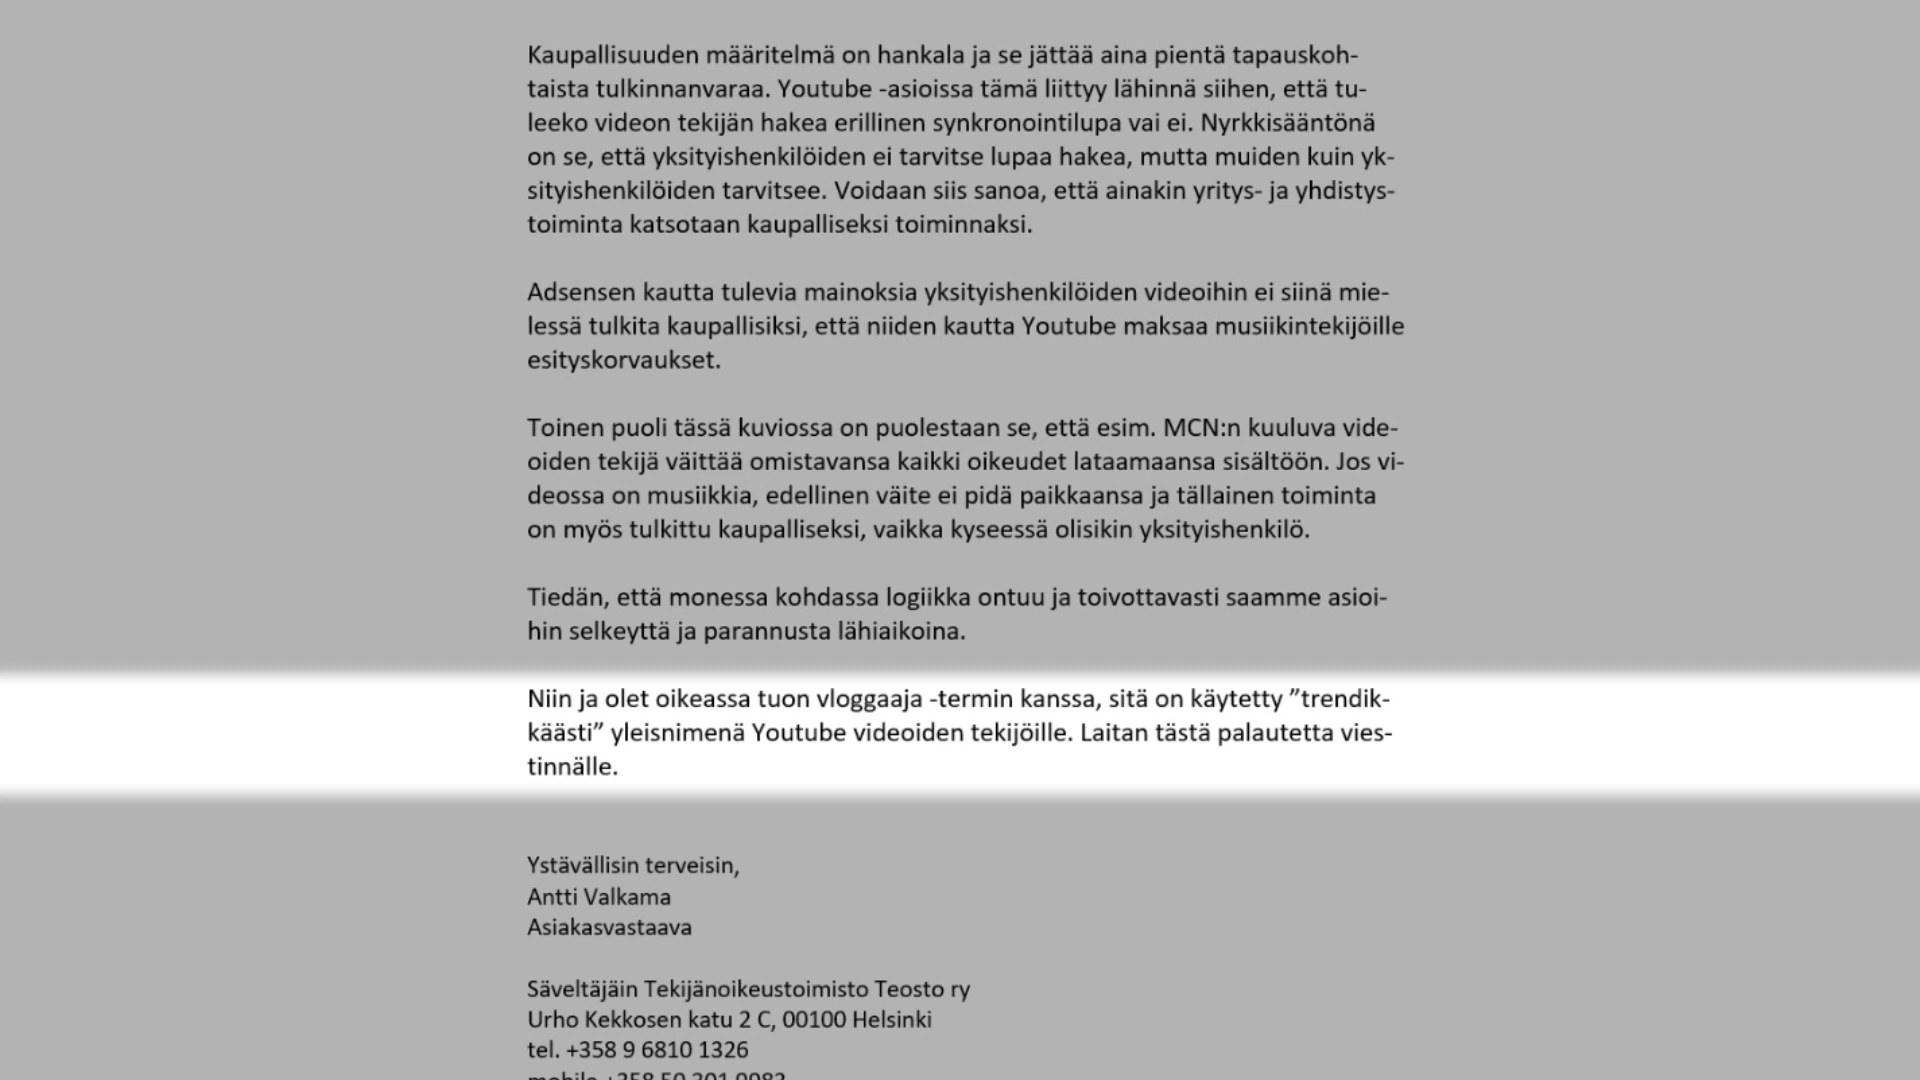 Kaupallisuuden määritelmä on hankala ja se jättää aina pientä tapauskoh-
taista tulkinnanvaraa. Youtube -asioissa tämä liittyy lähinnä siihen, että tu-
leeko videon tekijän hakea erillinen synkronointilupa vai ei. Nyrkkisääntönä
on se, että yksityishenkilöiden ei tarvitse lupaa hakea, mutta muiden kuin yk-
sityishenkilöiden tarvitsee. Voidaan siis sanoa, että ainakin yritys- ja yhdistys-
toiminta katsotaan kaupalliseksi toiminnaksi.
Adsensen kautta tulevia mainoksia yksityishenkilöiden videoihin ei siinä mie-
lessä tulkita kaupallisiksi, että niiden kautta Youtube maksaa musiikintekijöille
esityskorvaukset.
Toinen puoli tässä kuviossa on puolestaan se, että esim. MCN:n kuuluva vide-
oiden tekijä väittää omistavansa kaikki oikeudet lataamaansa sisältöön. Jos vi-
deossa on musiikkia, edellinen väite ei pidä paikkaansa ja tällainen toiminta
on myös tulkittu kaupalliseksi, vaikka kyseessä olisikin yksityishenkilö.
Tiedän, että monessa kohdassa logiikka ontuu ja toivottavasti saamme asioi-
hin selkeyttä ja parannusta lähiaikoina.
Niin ja olet oikeassa tuon vloggaaja -termin kanssa, sitä on käytetty ”trendik-
käästi” yleisnimenä Youtube videoiden tekijöille. Laitan tästä palautetta vies-
tinnälle.
Ystävällisin terveisin,
Antti Valkama
Asiakasvastaava
Säveltäjäin Tekijänoikeustoimisto Teosto ry
Urho Kekkosen katu 2 C, 00100 Helsinki
tel. +358 9 6810 1326